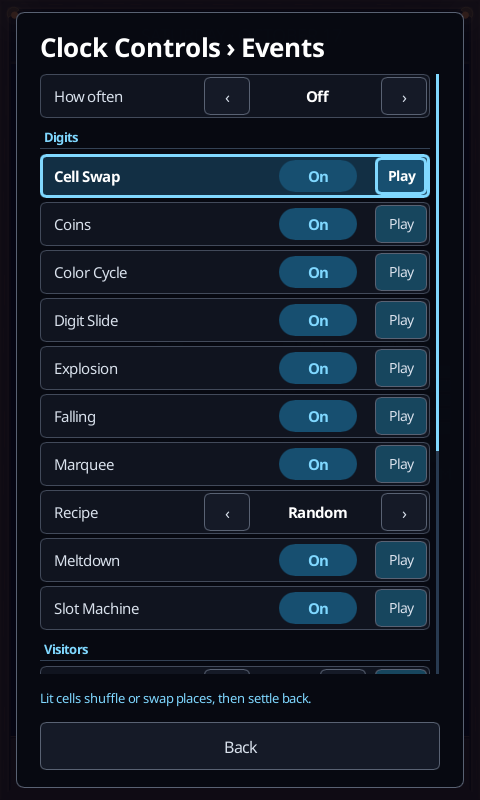 Clock Controls › Events
How often ‹ Off ›
Digits
Cell Swap On Play
Coins On Play
Color Cycle On Play
Digit Slide On Play
Explosion On Play
Falling On Play
Marquee On Play
Recipe ‹ Random ›
Meltdown On Play
Slot Machine On Play
Visitors
Lit cells shuffle or swap places, then settle back.
Back